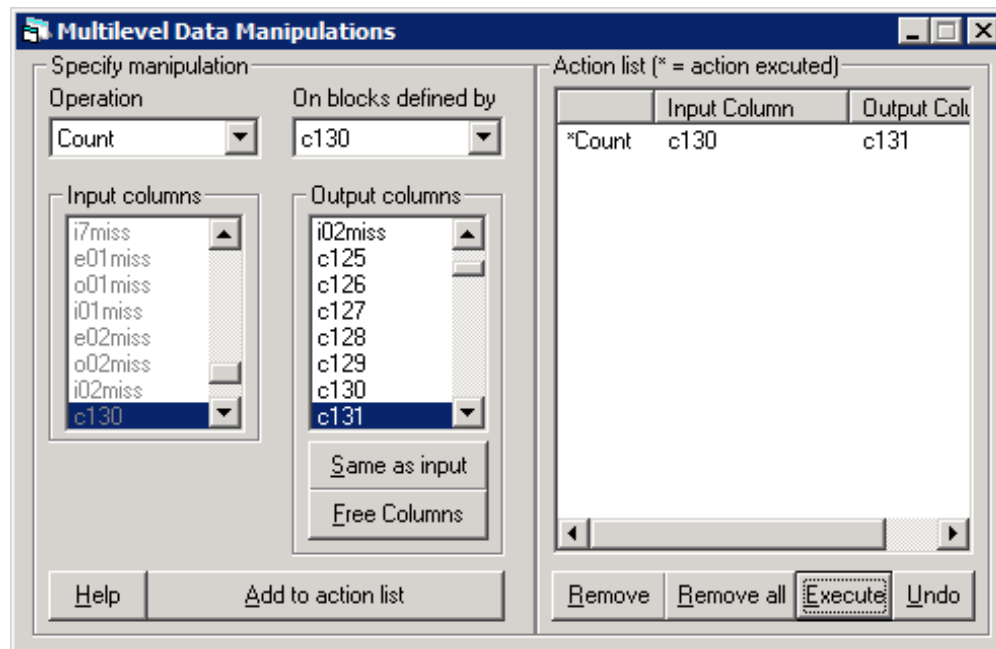 Multilevel Data Manipulations
Specify manipulation
Operation
On blocks defined by
Count
c130
Input columns
i7miss
e01miss
o01miss
i01miss
e02miss
o02miss
i02miss
c130
Output columns
i02miss
c125
c126
c127
c128
c129
c130
c131
Same as input
Free Columns
Help
Add to action list
Action list (* = action excuted)
Input Column Output Colu
*Count c130 c131
Remove Remove all Execute Undo